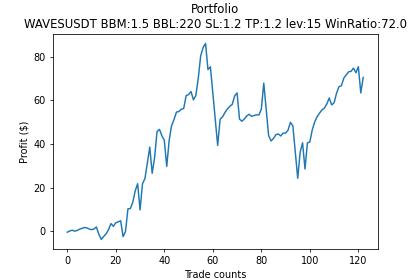 Portfolio
WAVESUSDT BBM:1.5 BBL:220 SL:1.2 TP:1.2 lev:15 WinRatio:72.0
Profit ($)
80
60
40
20
0
0 20 40 60 80 100 120
Trade counts